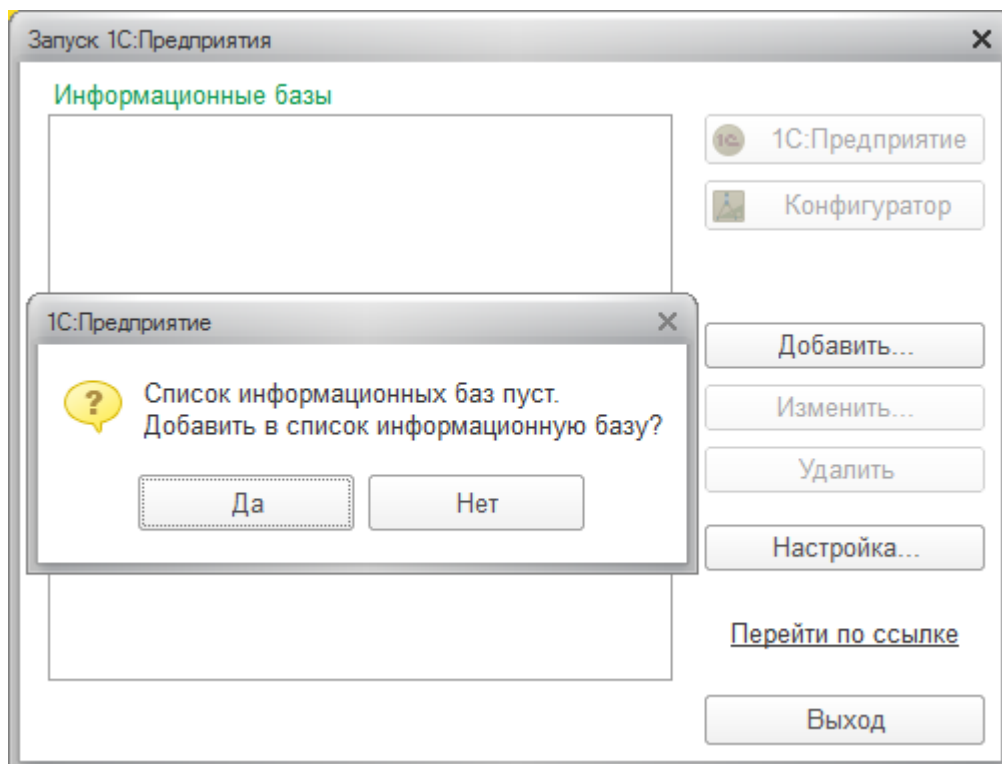 Запуск 1С:Предприятия
Информационные базы
1С:Предприятие
Конфигуратор
1С:Предприятие
Список информационных баз пуст.
Добавить в список информационную базу?
Да
Нет
Добавить...
Изменить...
Удалить
Настройка...
Перейти по ссылке
Выход